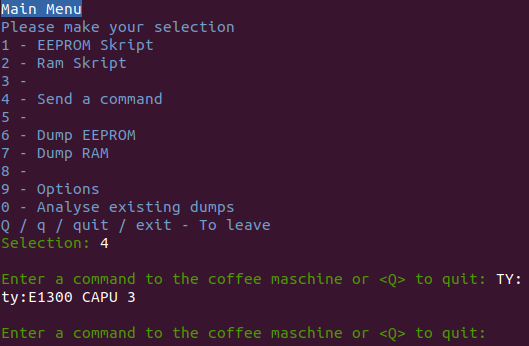 Main Menu
Please make your selection
1 - EEPROM Skript
2 - Ram Skript
3 -
4 - Send a command
5 -
6 - Dump EEPROM
7 - Dump RAM
8 -
9 - Options
0 - Analyse existing dumps
Q / q / quit / exit - To leave
Selection: 4
Enter a command to the coffee maschine or <Q> to quit: TY:
ty:E1300 CAPU 3
Enter a command to the coffee maschine or <Q> to quit: